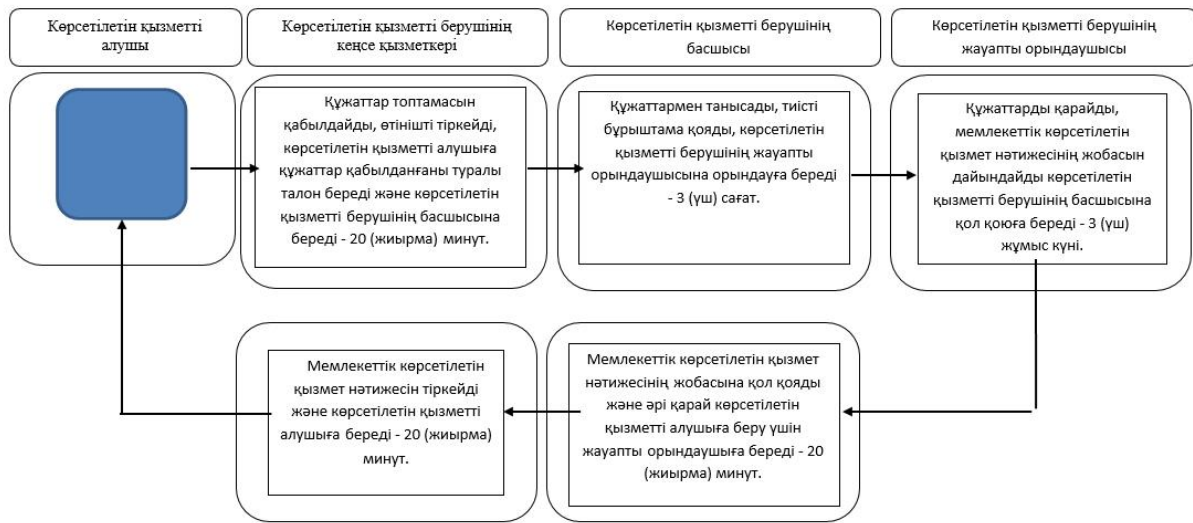 Көрсетілетін қызметті
алушы
Көрсетілетін қызметті берушінің
кеңсе қызметкері
Көрсетілетін қызметті берушінің
басшысы
Көрсетілетін қызметті берушінің
жауапты орындаушысы
Құжаттар топтамасын
қабылдайды, өтінішті тіркейді,
көрсетілетін қызметті алушыға
құжаттар қабылданғаны туралы
талон береді және көрсетілетін
қызметті берушінің басшысына
береді - 20 (жиырма) минут.
Құжаттармен танысады, тиісті
бұрыштама қояды, көрсетілетін
қызметті берушінің жауапты
орындаушысына орындауға береді
- 3 (үш) сағат.
Құжаттарды қарайды,
мемлекеттік көрсетілетін
қызмет нәтижесінің жобасын
дайындайды көрсетілетін
қызметті берушінің басшысына
қол қоюға береді - 3 (үш)
жұмыс күні.
Мемлекеттік көрсетілетін
қызмет нәтижесін тіркейді
және көрсетілетін қызметті
алушыға береді - 20 (жиырма)
минут.
Мемлекеттік көрсетілетін қызмет
нәтижесінің жобасына қол қояды
және әрі қарай көрсетілетін
қызметті алушыға беру үшін
жауапты орындаушыға береді - 20
(жиырма) минут.